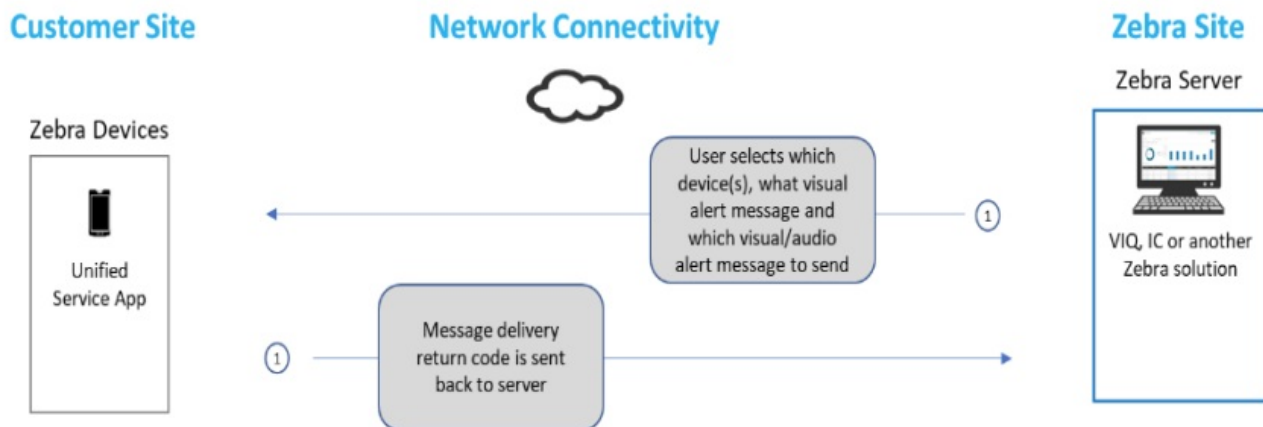 Customer Site
Network Connectivity
Zebra Site
Zebra Server
Zebra Devices
User selects which
device(s), what visual
alert message and
which visual/audio
alert message to send
1
VIQ, IC or another
Zebra solution
Unified
Service App
1
Message delivery
return code is sent
back to server